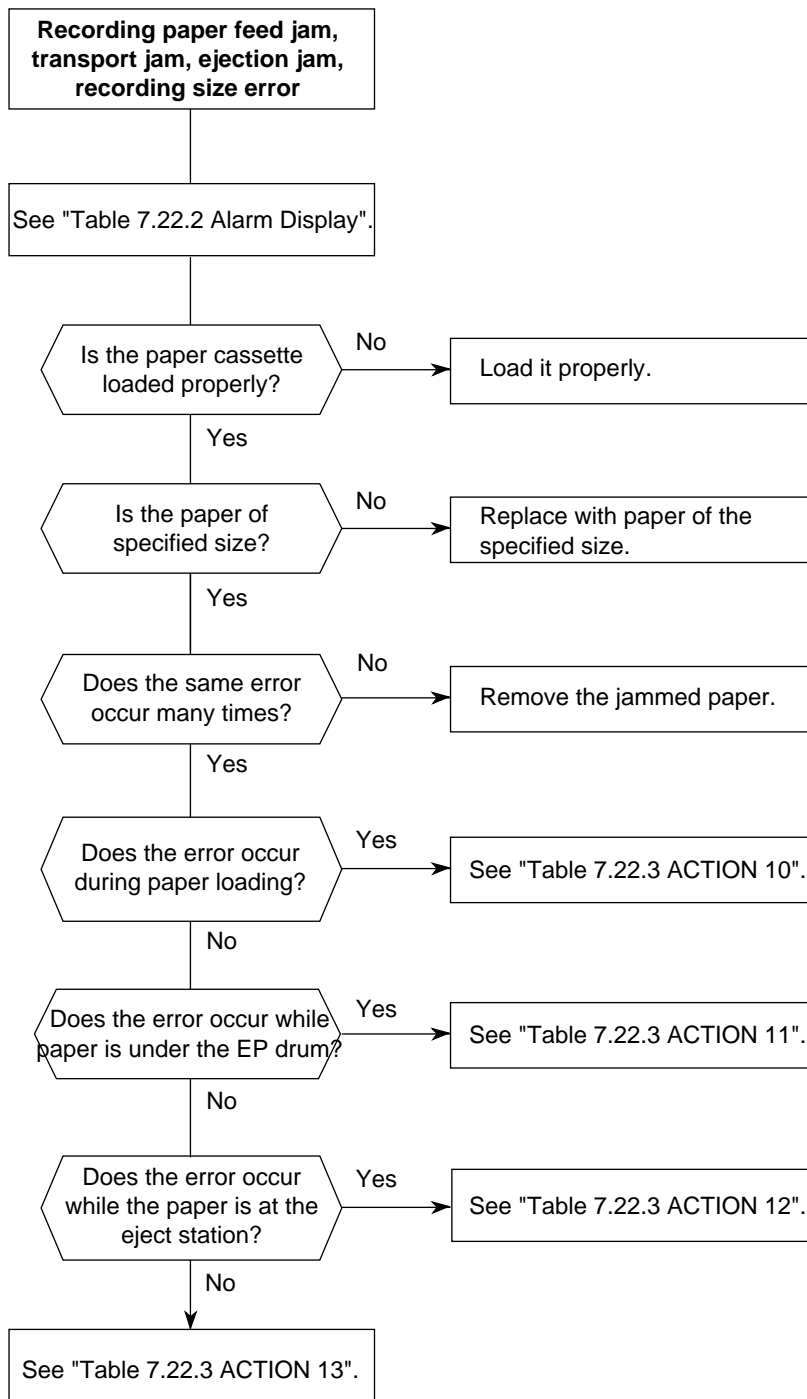 Recording paper feed jam,
transport jam, ejection jam,
recording size error
See "Table 7.22.2 Alarm Display".
Is the paper cassette
loaded properly?
No
Load it properly.
Yes
Is the paper of
specified size?
No
Replace with paper of the
specified size.
Yes
Does the same error
occur many times?
No
Remove the jammed paper.
Yes
Does the error occur
during paper loading?
Yes
See "Table 7.22.3 ACTION 10".
No
Does the error occur while
paper is under the EP drum?
Yes
See "Table 7.22.3 ACTION 11".
No
Does the error occur
while the paper is at the
eject station?
Yes
See "Table 7.22.3 ACTION 12".
No
See "Table 7.22.3 ACTION 13".